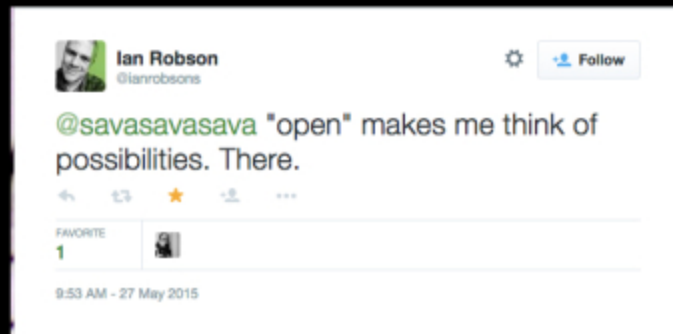 Ian Robson
@ianrobsons
Follow
@savasavasava "open" makes me think of
possibilities. There.
FAVORITE
1
9:53 AM - 27 May 2015